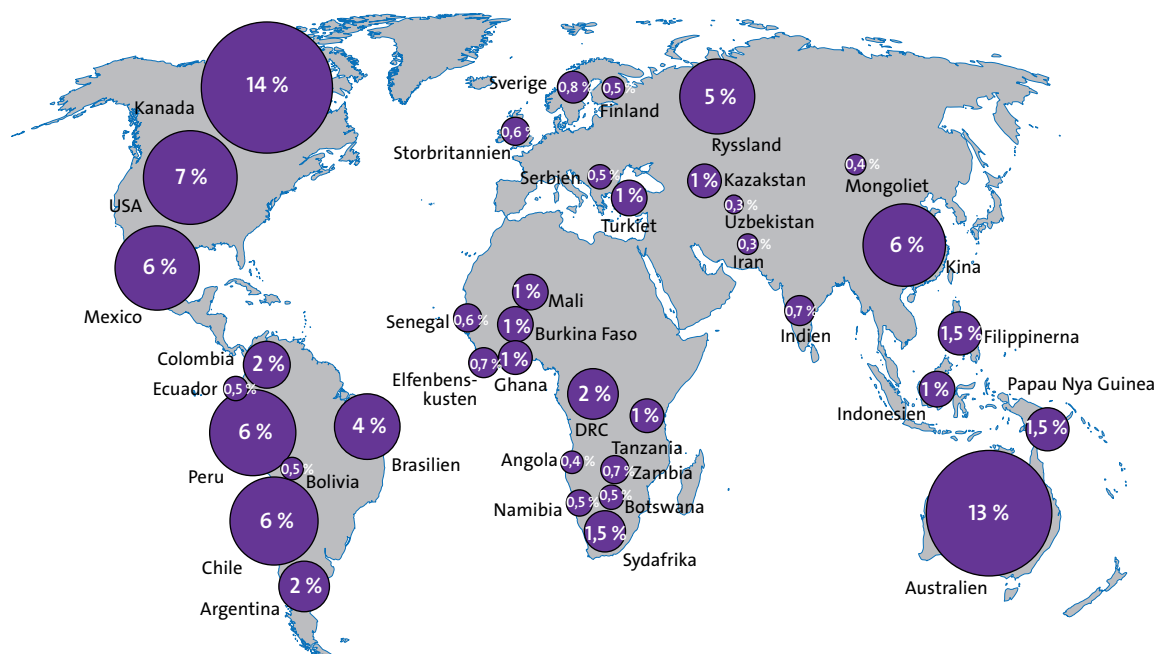 14 %
Kanada
7 %
USA
6 %
Mexico
2 %
Colombia
0,5 %
Ecuador
6 %
Peru
4 %
Brasilien
0,5 %
Bolivia
6 %
Chile
2 %
Argentina
Sverige
0,8 %
0,5 %
Finland
0,6 %
Storbritannien
Serbien
0,5 %
1 %
Turkiet
5 %
Ryssland
1 %
Kazakstan
0,3 %
Uzbekistan
0,3 %
Iran
0,4 %
Mongoliet
6 %
Kina
0,7 %
Indien
1,5 %
Filippinerna
1 %
Indonesien
Papau Nya Guinea
1,5 %
13 %
Australien
1 %
Mali
Senegal
0,6 %
1 %
Burkina Faso
0,7 %
Elfenbens-
kusten
1 %
Ghana
2 %
DRC
1 %
Tanzania
Angola
0,4 %
0,7 %
Zambia
Namibia
0,5 %
0,5 %
Botswana
1,5 %
Sydafrika